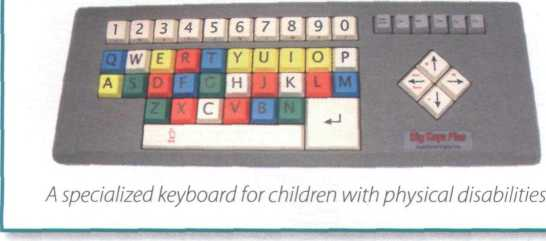 1 2 3 4 5 6 7 8 9 0
Q W E R T Y U I O P
A S D F G H J K L M
Z X C V B N
Big Keys Plus
A specialized keyboard for children with physical disabilities